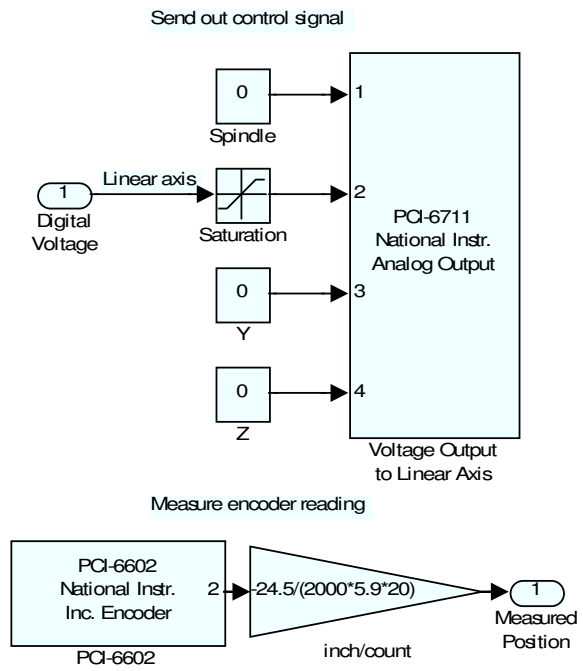 Send out control signal
0
1
Spindle
Linear axis
1
2
Digital
Voltage
Saturation
PCI-6711
National Instr.
Analog Output
0
3
Y
0
4
Z
Voltage Output
to Linear Axis
Measure encoder reading
PCI-6602
National Instr.
Inc. Encoder
2
-24.5/(2000*5.9*20)
1
Measured
Position
PCI-6602
inch/count